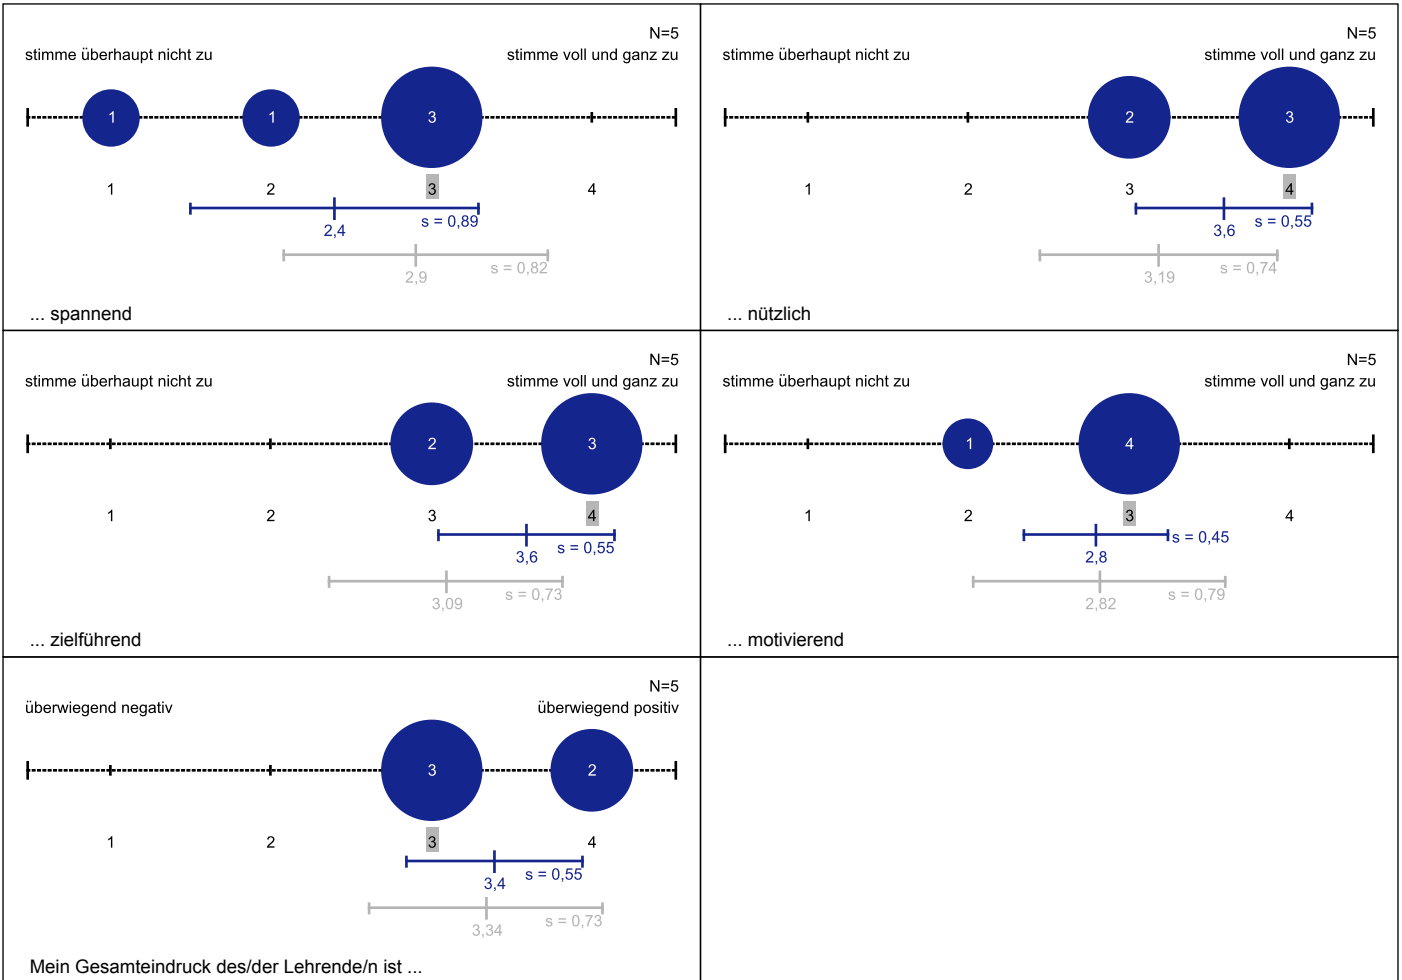 N=5
stimme überhaupt nicht zu stimme voll und ganz zu
1 1 3
1 2 3 4
s = 0,89
2,4
s = 0,82
2,9
... spannend
N=5
stimme überhaupt nicht zu stimme voll und ganz zu
2 3
1 2 3 4
s = 0,55
3,6
s = 0,74
3,19
... nützlich
N=5
stimme überhaupt nicht zu stimme voll und ganz zu
2 3
1 2 3 4
s = 0,55
3,6
s = 0,73
3,09
... zielführend
N=5
stimme überhaupt nicht zu stimme voll und ganz zu
1 4
1 2 3 4
s = 0,45
2,8
s = 0,79
2,82
... motivierend
N=5
überwiegend negativ überwiegend positiv
3 2
1 2 3 4
s = 0,55
3,4
s = 0,73
3,34
Mein Gesamteindruck des/der Lehrende/n ist ...